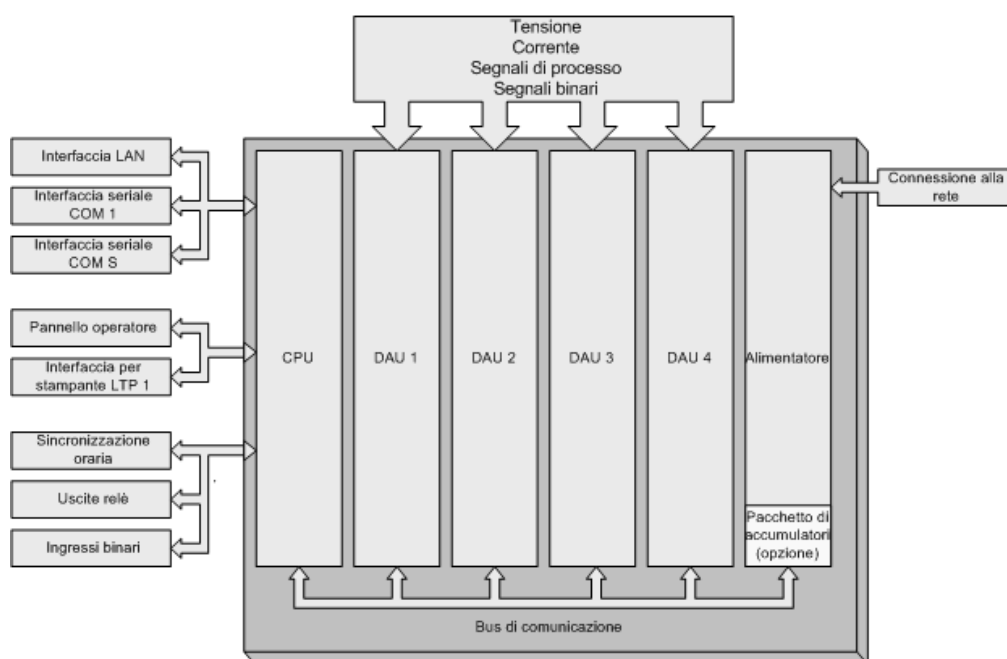 Tensione
Corrente
Segnali di processo
Segnali binari
Interfaccia LAN
Interfaccia seriale
COM 1
Interfaccia seriale
COM S
Pannello operatore
Interfaccia per
stampante LTP 1
Sincronizzazione
oraria
Uscite relè
Ingressi binari
CPU
DAU 1
DAU 2
DAU 3
DAU 4
Alimentatore
Pacchetto di
accumulatori
(opzione)
Connessione alla
rete
Bus di comunicazione